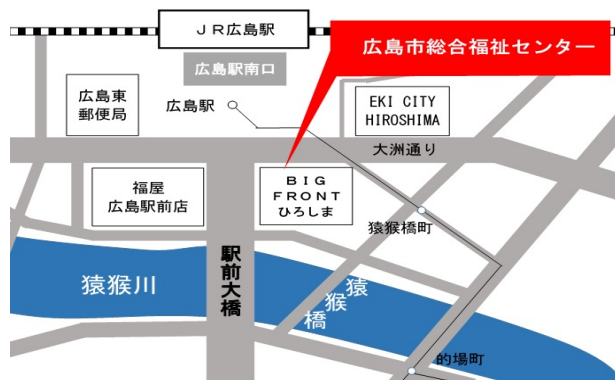 JR広島駅
広島市総合福祉センター
広島駅南口
広島東
郵便局
広島駅
EKI CITY
HIROSHIMA
大洲通り
福屋
広島駅前店
BIG
FRONT
ひろしま
猿猴橋町
駅前大橋
猿猴川
猿猴橋
的場町